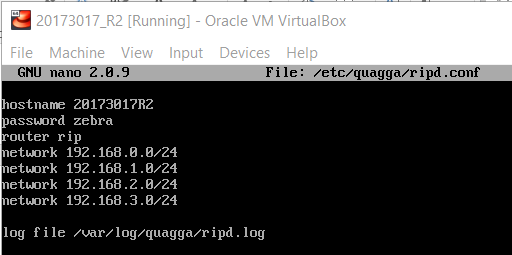 20173017_R2 [Running] - Oracle VM VirtualBox
File Machine View Input Devices Help
GNU nano 2.0.9 File: /etc/quagga/ripd.conf
hostname 20173017R2
password zebra
router rip
network 192.168.0.0/24
network 192.168.1.0/24
network 192.168.2.0/24
network 192.168.3.0/24
log file /var/log/quagga/ripd.log